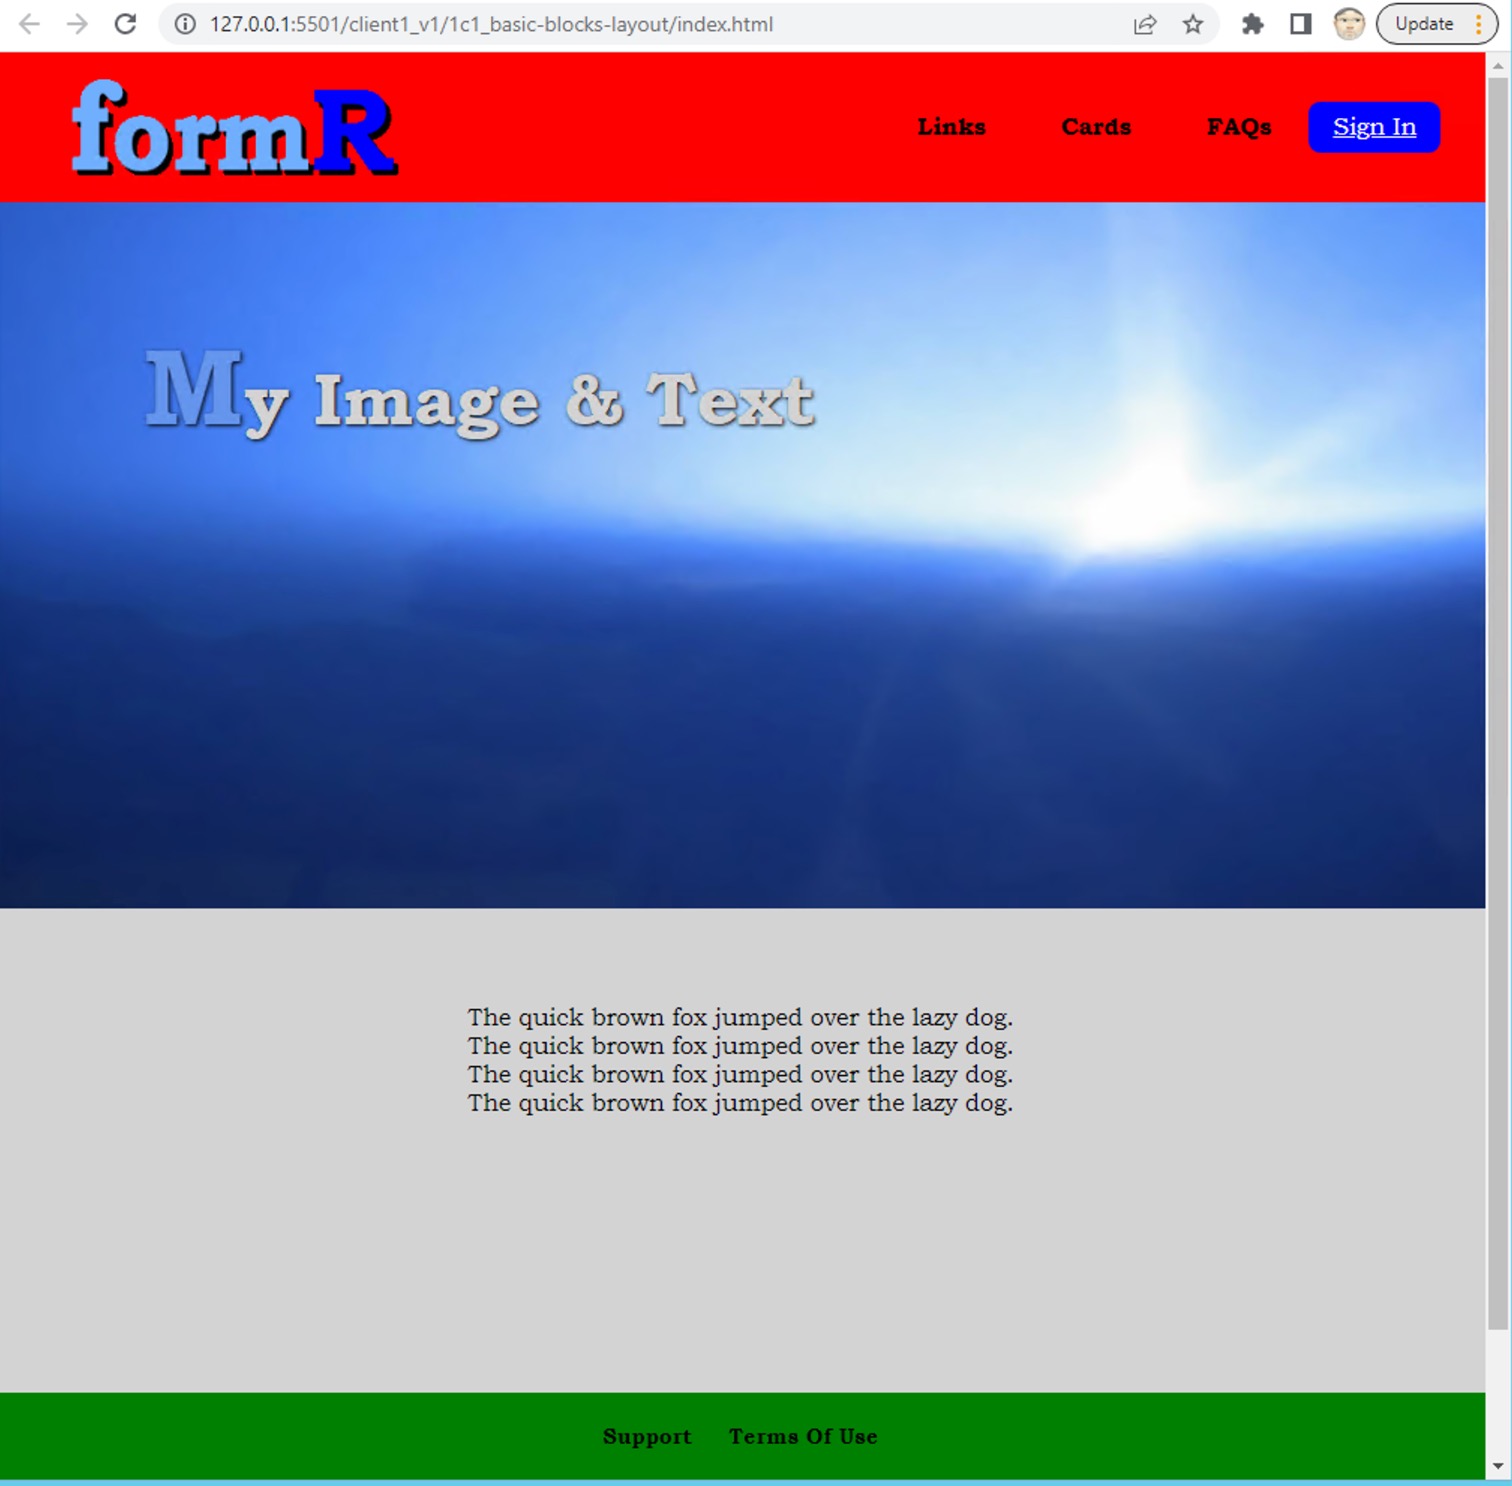 127.0.0.1:5501/client1_v1/1c1_basic-blocks-layout/index.html
Update
formR
Links Cards FAQs Sign In
My Image & Text
The quick brown fox jumped over the lazy dog.
The quick brown fox jumped over the lazy dog.
The quick brown fox jumped over the lazy dog.
The quick brown fox jumped over the lazy dog.
Support Terms Of Use